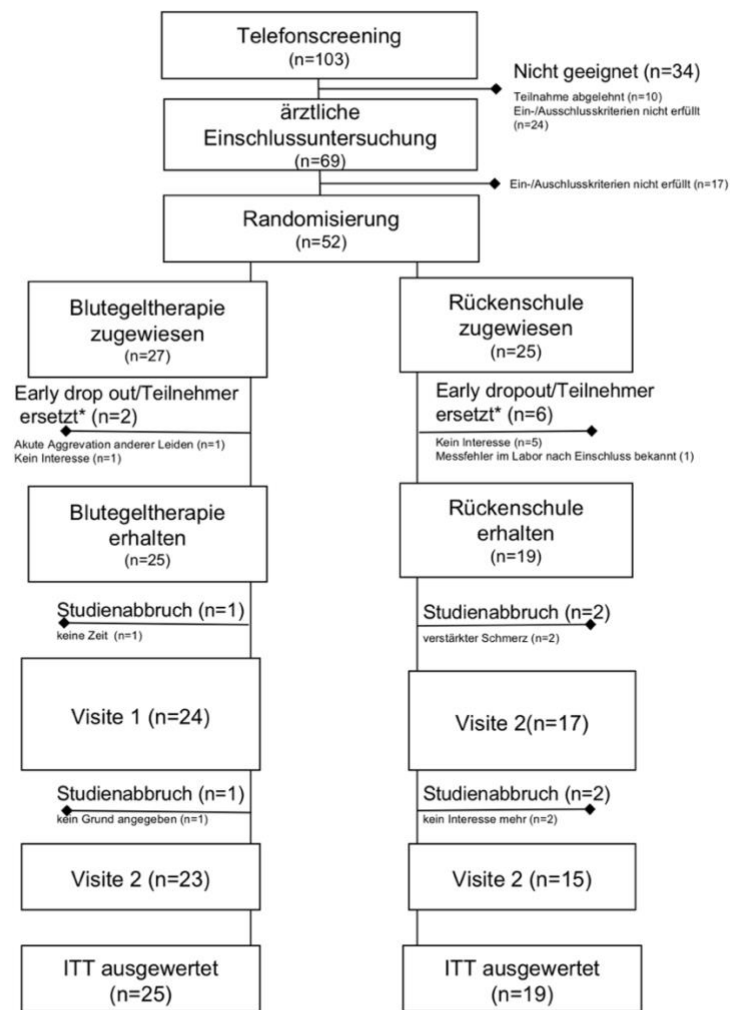 Telefonscreening
(n=103)
Nicht geeignet (n=34)
Teilnahme abgelehnt (n=10)
Ein-/Ausschlusskriterien nicht erfüllt
(n=24)
ärztliche
Einschlussuntersuchung
(n=69)
Ein-/Auschlusskriterien nicht erfüllt (n=17)
Randomisierung
(n=52)
Blutegeltherapie
zugewiesen
(n=27)
Rückenschule
zugewiesen
(n=25)
Early drop out/Teilnehmer
ersetzt* (n=2)
Akute Aggrevation anderer Leiden (n=1)
Kein Interesse (n=1)
Early dropout/Teilnehmer
ersetzt* (n=6)
Kein Interesse (n=5)
Messfehler im Labor nach Einschluss bekannt (1)
Blutegeltherapie
erhalten
(n=25)
Rückenschule
erhalten
(n=19)
Studienabbruch (n=1)
keine Zeit (n=1)
Studienabbruch (n=2)
verstärkter Schmerz (n=2)
Visite 1 (n=24)
Visite 2(n=17)
Studienabbruch (n=1)
kein Grund angegeben (n=1)
Studienabbruch (n=2)
kein Interesse mehr (n=2)
Visite 2 (n=23)
Visite 2 (n=15)
ITT ausgewertet
(n=25)
ITT ausgewertet
(n=19)